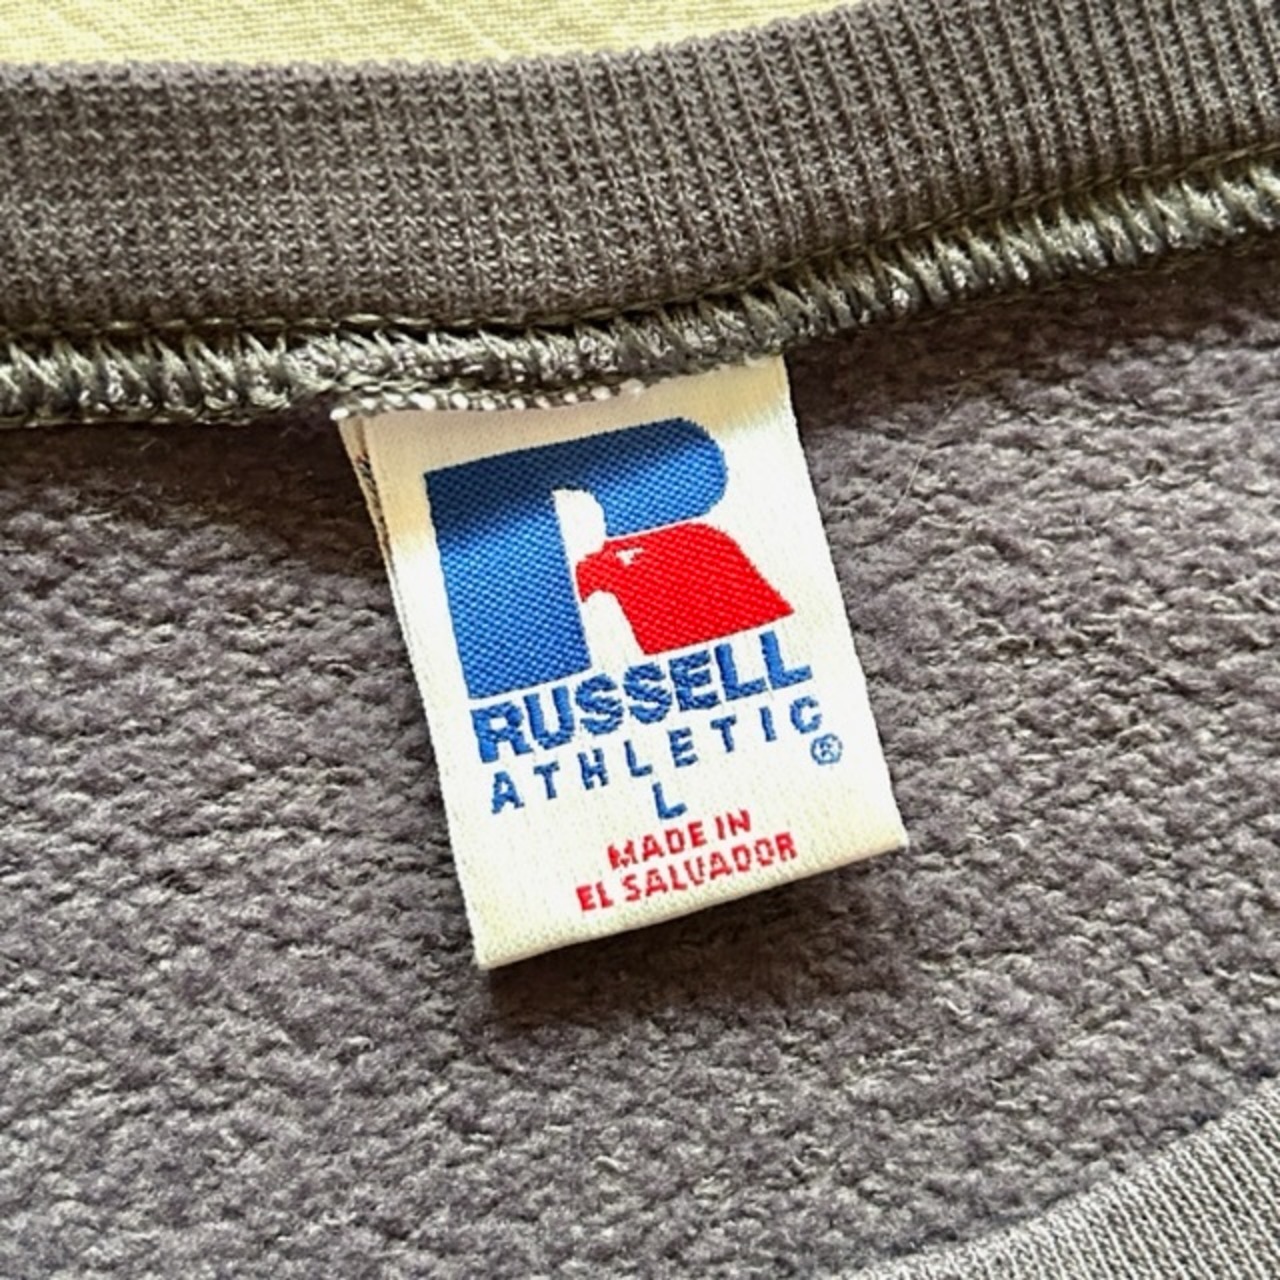 RUSSELL
ATHLETIC®
L
MADE IN
EL SALVADOR